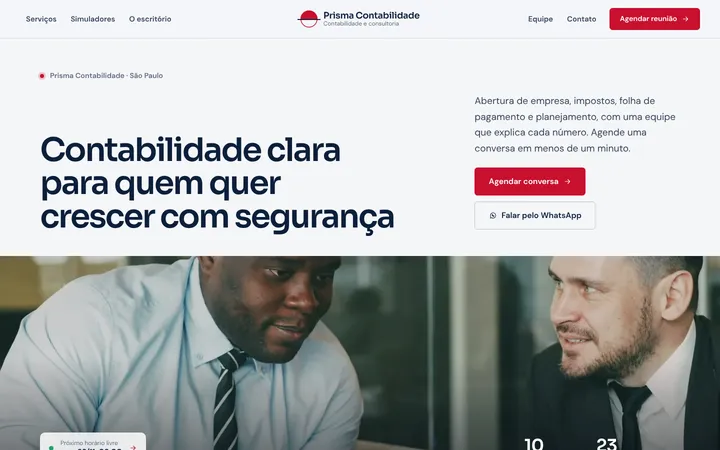 Serviços
Simuladores
O escritório
Prisma Contabilidade
Contabilidade e consultoria
Equipe
Contato
Agendar reunião →
Prisma Contabilidade · São Paulo
Contabilidade clara
para quem quer
crescer com segurança
Abertura de empresa, impostos, folha de
pagamento e planejamento, com uma equipe
que explica cada número. Agende uma
conversa em menos de um minuto.
Agendar conversa →
Falar pelo WhatsApp
Próximo horário livre
→
10
23